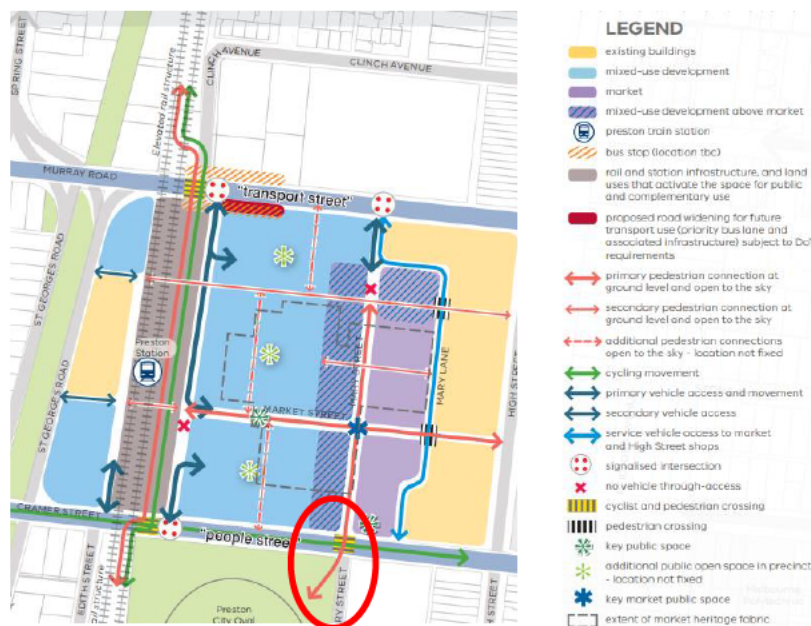 SPRING STREET
CLINCH AVENUE
CLINCH AVENUE
Elevated rail structure
MURRAY ROAD
"transport street"
ST GEORGES ROAD
ST GEORGES ROAD
Preston
Station
MARY STREET
MARY LANE
HIGH STREET
MARKET STREET
CRAMER STREET
"people street"
EDITH STREET
rail structure
RY STREET
H STREET
Preston
City Oval
LEGEND
existing buildings
mixed-use development
market
mixed-use development above market
preston train station
bus stop (location tbc)
rail and station infrastructure, and land
uses that activate the space for public
and complementary use
proposed road widening for future
transport use (priority bus lane and
associated infrastructure) subject to DoT
requirements
primary pedestrian connection at
ground level and open to the sky
secondary pedestrian connection at
ground level and open to the sky
additional pedestrian connections
open to the sky - location not fixed
cycling movement
primary vehicle access and movement
secondary vehicle access
service vehicle access to market
and High Street shops
signalised intersection
no vehicle through-access
cyclist and pedestrian crossing
pedestrian crossing
key public space
additional public open space in precinct
- location not fixed
key market public space
extent of market heritage fabric